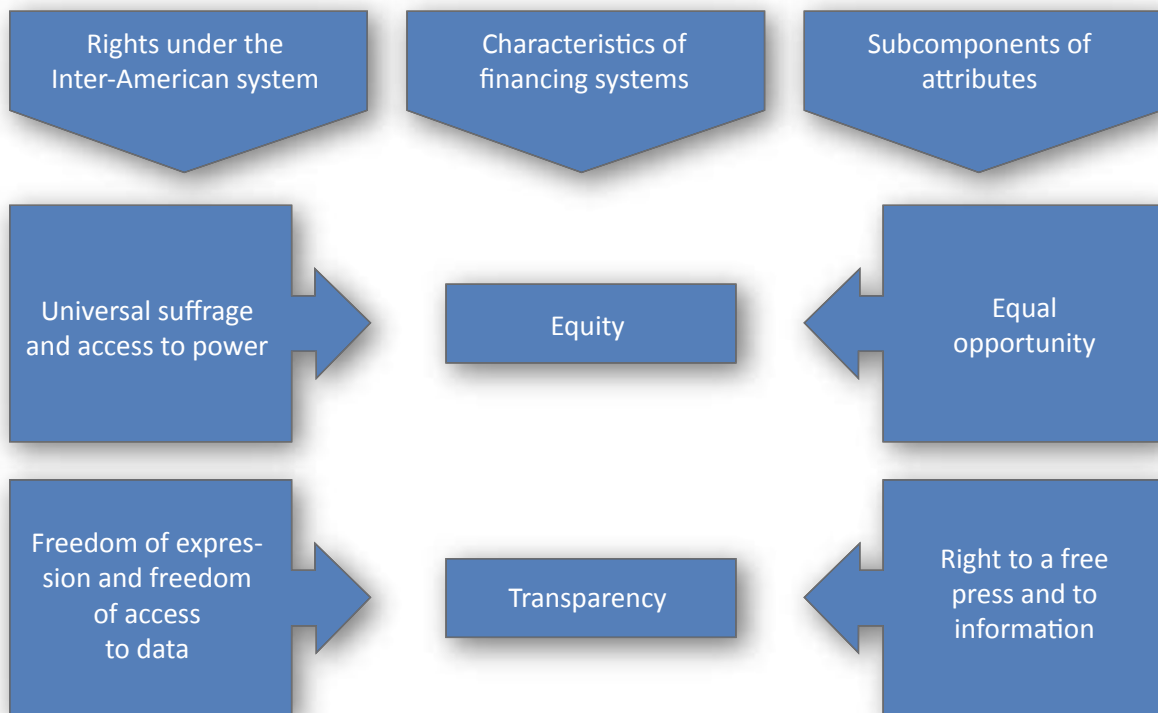 Rights under the
Inter-American system
Characteristics of
financing systems
Subcomponents of
attributes
Universal suffrage
and access to power
Equity
Equal
opportunity
Freedom of expres-
sion and freedom
of access
to data
Transparency
Right to a free
press and to
information